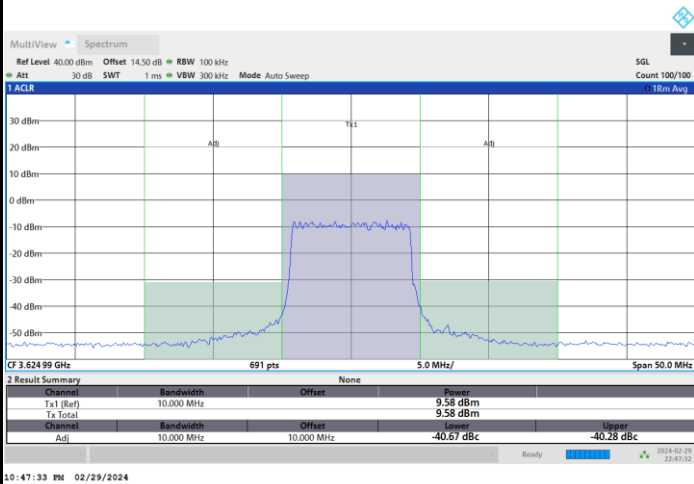 MultiView Spectrum
Ref Level 40.00 dBm Offset 14.50 dB RBW 100 kHz SGL
Att 30 dB SWT 1 ms VBW 300 kHz Mode Auto Sweep Count 100/100
1 ACLR 1Rm Avg
30 dBm
Tx1
20 dBm
Adj Adj
10 dBm
0 dBm
-10 dBm
-20 dBm
-30 dBm
-40 dBm
-50 dBm
CF 3.62499 GHz 691 pts 5.0 MHz/ Span 50.0 MHz
2 Result Summary None
Channel Bandwidth Offset Power
Tx1 (Ref) 10.000 MHz 9.58 dBm
Tx Total 9.58 dBm
Channel Bandwidth Offset Lower Upper
Adj 10.000 MHz 10.000 MHz -40.67 dBc -40.28 dBc
Ready 2024-02-29
22:47:32
10:47:33 PM 02/29/2024